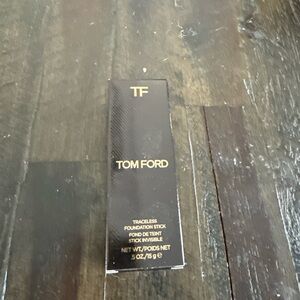 TF
TOM FORD
TRACELESS
FOUNDATION STICK
FOND DE TEINT
STICK INVISIBLE
NET WT./POIDS NET
.5 OZ./15 g ℮